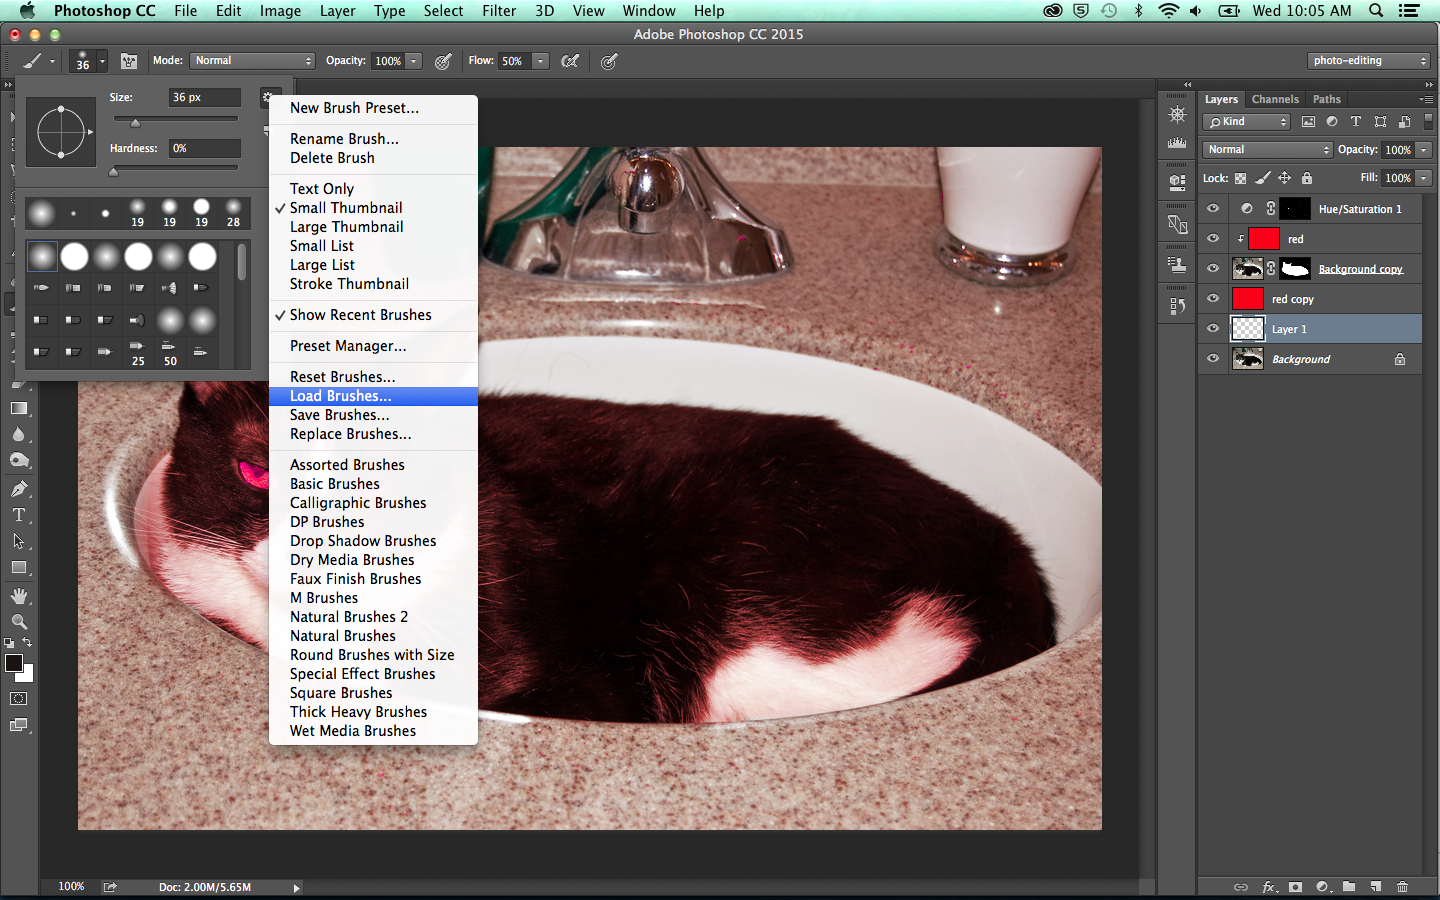 Photoshop CC File Edit Image Layer Type Select Filter 3D View Window Help Wed 10:05 AM
Adobe Photoshop CC 2015
36 Mode: Normal Opacity: 100% Flow: 50% photo-editing
Size: 36 px
Hardness: 0%
19 19 19 28
25 50
New Brush Preset...
Rename Brush...
Delete Brush
Text Only
Small Thumbnail
Large Thumbnail
Small List
Large List
Stroke Thumbnail
Show Recent Brushes
Preset Manager...
Reset Brushes...
Load Brushes...
Save Brushes...
Replace Brushes...
Assorted Brushes
Basic Brushes
Calligraphic Brushes
DP Brushes
Drop Shadow Brushes
Dry Media Brushes
Faux Finish Brushes
M Brushes
Natural Brushes 2
Natural Brushes
Round Brushes with Size
Special Effect Brushes
Square Brushes
Thick Heavy Brushes
Wet Media Brushes
Layers Channels Paths
Kind
Normal Opacity: 100%
Lock: Fill: 100%
Hue/Saturation 1
red
Background copy
red copy
Layer 1
Background
100% Doc: 2.00M/5.65M
fx